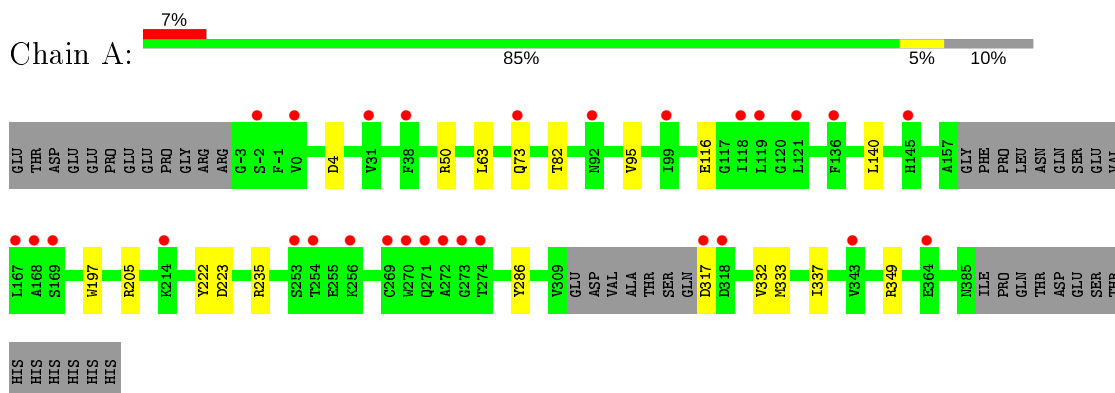 7%
Chain A:
85% 5% 10%
GLU THR ASP GLU GLU PRO GLU GLU PRO GLY ARG ARG G-3 S-2 F-1 V0 D4 V31 F38 R50 L63 Q73 T82 N92 V95 I99 E116 G117 I118 L119 G120 L121 F136 L140 H145 A157 GLY PHE PRO LEU ASN GLN SER GLU VAL
L167 A168 S169 W197 R205 K214 Y222 D223 R235 S253 T254 E255 K256 C269 W270 Q271 A272 G273 T274 Y286 V309 GLU ASP VAL ALA THR SER GLN D317 D318 V332 M333 I337 V343 R349 E364 N385 ILE PRO GLN THR THR ASP GLU SER THR
HIS HIS HIS HIS HIS HIS